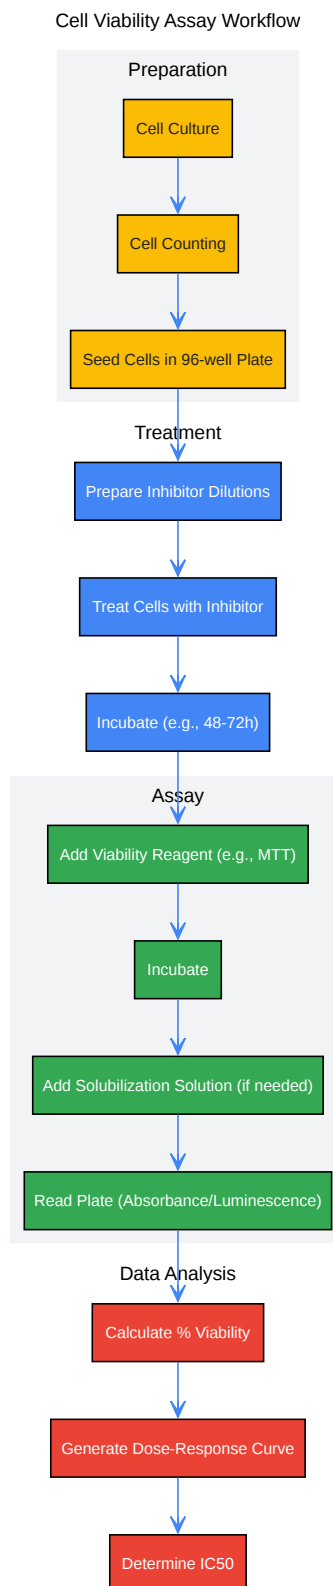 Cell Viability Assay Workflow
Preparation
Cell Culture
Cell Counting
Seed Cells in 96-well Plate
Treatment
Prepare Inhibitor Dilutions
Treat Cells with Inhibitor
Incubate (e.g., 48-72h)
Assay
Add Viability Reagent (e.g., MTT)
Incubate
Add Solubilization Solution (if needed)
Read Plate (Absorbance/Luminescence)
Data Analysis
Calculate % Viability
Generate Dose-Response Curve
Determine IC50